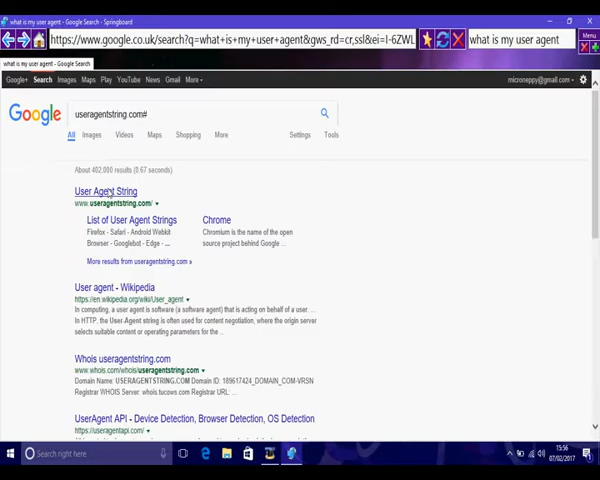 what is my user agent - Google Search - Springboard
https://www.google.co.uk/search?q=what+is+my+user+agent&gws_rd=cr,ssl&ei=I-6ZWL
what is my user agent
Menu
what is my user agent - Google Search
Google+ Search Images Maps Play YouTube News Gmail More
microneppy@gmail.com
Google
useragentstring.com#
All Images Videos Maps Shopping More Settings Tools
About 402,000 results (0.67 seconds)
User Agent String
www.useragentstring.com/
List of User Agent Strings
Firefox - Safari - Android Webkit
Browser - Googlebot - Edge - ...
Chrome
Chromium is the name of the open
source project behind Google ...
More results from useragentstring.com »
User agent - Wikipedia
https://en.wikipedia.org/wiki/User_agent
In computing, a user agent is software (a software agent) that is acting on behalf of a user. ...
In HTTP, the User-Agent string is often used for content negotiation, where the origin server
selects suitable content or operating parameters for the ...
Whois useragentstring.com
www.whois.com/whois/useragentstring.com
Domain Name: USERAGENTSTRING.COM Domain ID: 189617424_DOMAIN_COM-VRSN
Registrar WHOIS Server: whois.tucows.com Registrar URL: ...
UserAgent API - Device Detection, Browser Detection, OS Detection
https://useragentapi.com/
Search right here
15:56
07/02/2017